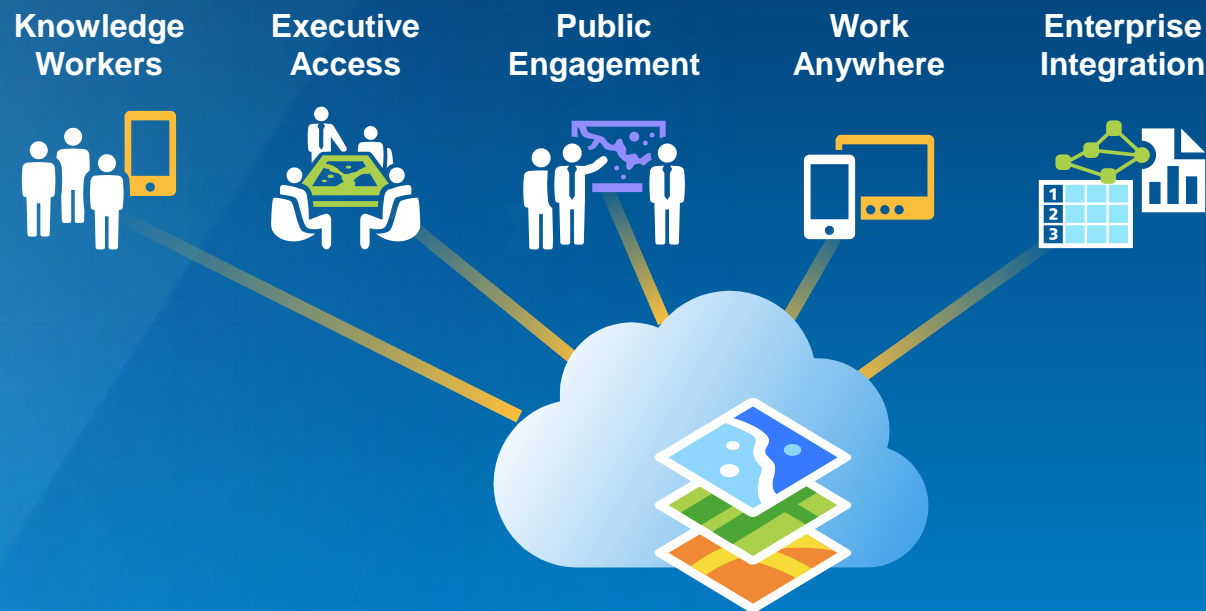 Knowledge
Workers
Executive
Access
Public
Engagement
Work
Anywhere
Enterprise
Integration
1
2
3